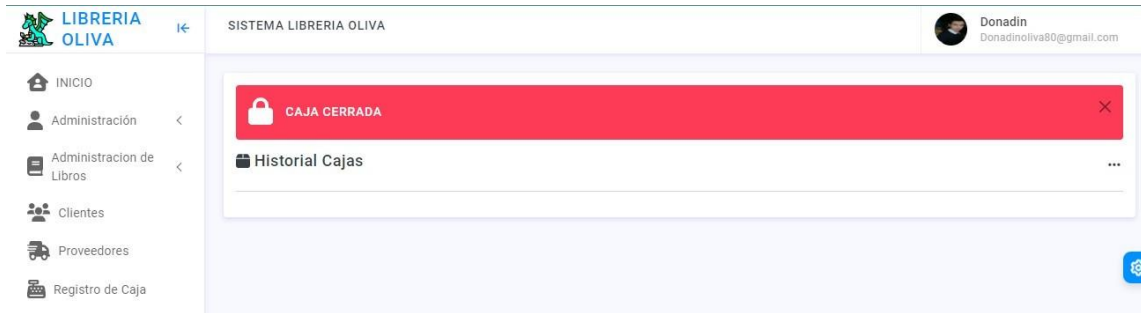 LIBRERIA
OLIVA
SISTEMA LIBRERIA OLIVA
Donadin
Donadinoliva80@gmail.com
INICIO
Administración
Administracion de
Libros
Clientes
Proveedores
Registro de Caja
CAJA CERRADA
Historial Cajas